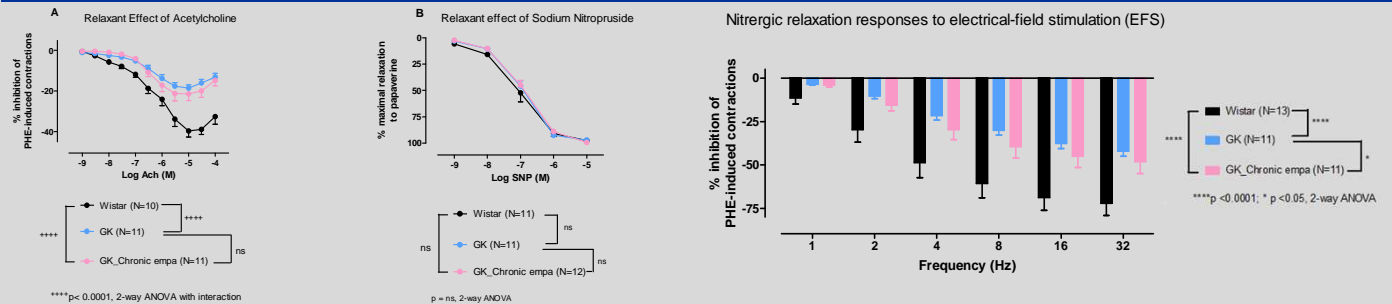 A
Relaxant Effect of Acetylcholine
% inhibition of
PHE-induced contractions
0
-20
-40
-9
-8
-7
-6
-5
-4
Log Ach (M)
Wistar (N=10)
GK (N=11)
GK_Chronic empa (N=11)
++++
++++
ns
++++p< 0.0001, 2-way ANOVA with interaction
B
Relaxant effect of Sodium Nitropruside
% maximal relaxation
to papaverine
0
25
50
75
100
-9
-8
-7
-6
-5
Log SNP (M)
Wistar (N=11)
GK (N=11)
GK_Chronic empa (N=12)
ns
ns
ns
p = ns, 2-way ANOVA
Nitrergic relaxation responses to electrical-field stimulation (EFS)
% inhibition of
PHE-induced contractions
0
-25
-50
-75
1
2
4
8
16
32
Frequency (Hz)
Wistar (N=13)
GK (N=11)
GK_Chronic empa (N=11)
****
****
*
****p <0.0001; * p <0.05, 2-way ANOVA